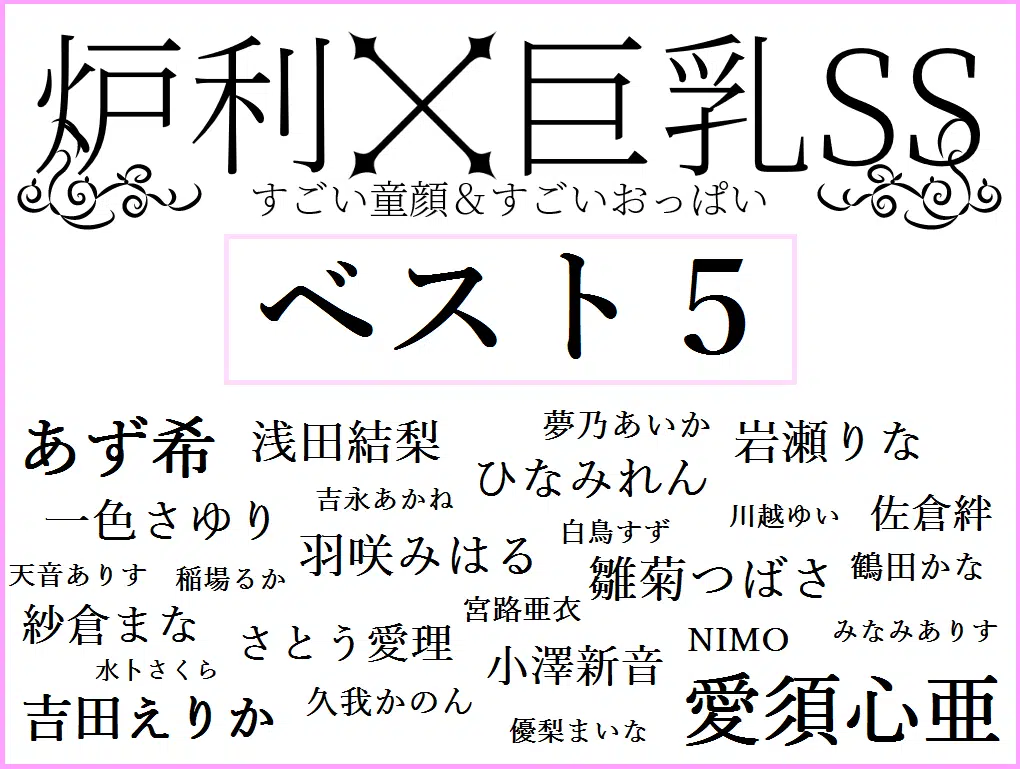 炉利×巨乳SS
すごい童顔&すごいおっぱい
ベスト5
あず希 浅田結梨 夢乃あいか 岩瀬りな
ひなみれん
一色さゆり 吉永あかね 白鳥すず 川越ゆい 佐倉絆
羽咲みはる 雛菊つばさ 鶴田かな
天音ありす 稲場るか
紗倉まな さとう愛理 宮路亜衣 NIMO みなみありす
水トさくら 小澤新音
吉田えりか 久我かのん 優梨まいな 愛須心亜